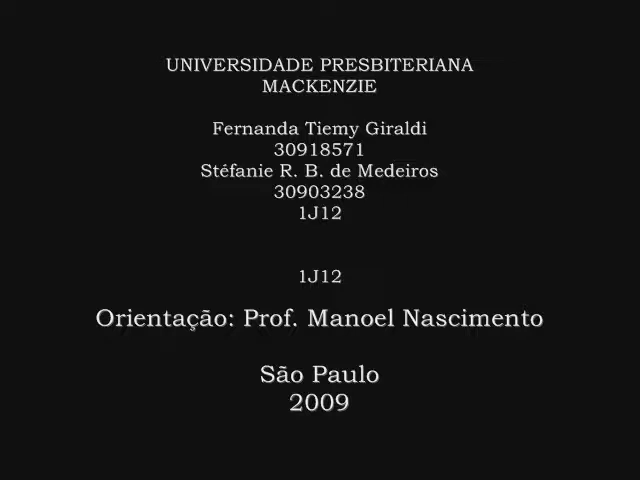 UNIVERSIDADE PRESBITERIANA
MACKENZIE
Fernanda Tiemy Giraldi
30918571
Stéfanie R. B. de Medeiros
30903238
1J12
1J12
Orientação: Prof. Manoel Nascimento
São Paulo
2009